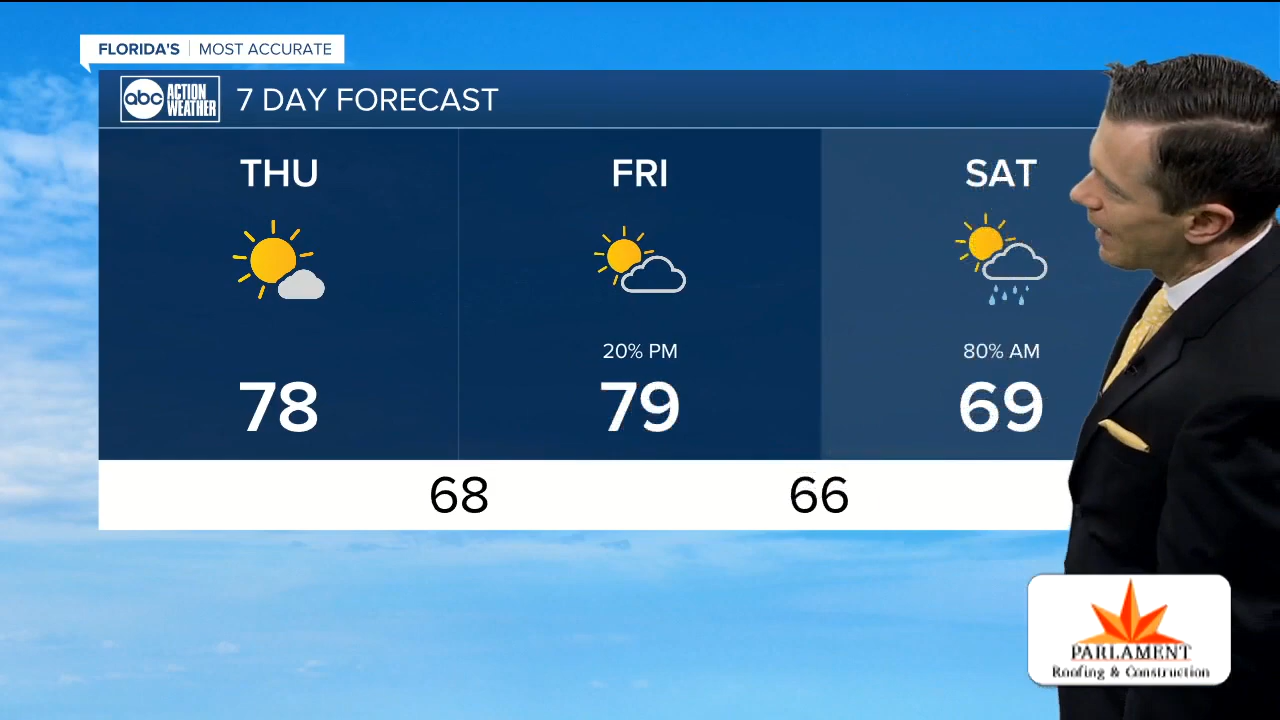 FLORIDA'S MOST ACCURATE
abc ACTION WEATHER 7 DAY FORECAST
THU FRI SAT
20% PM 80% AM
78 79 69
68 66
PARLAMENT
Roofing & Construction